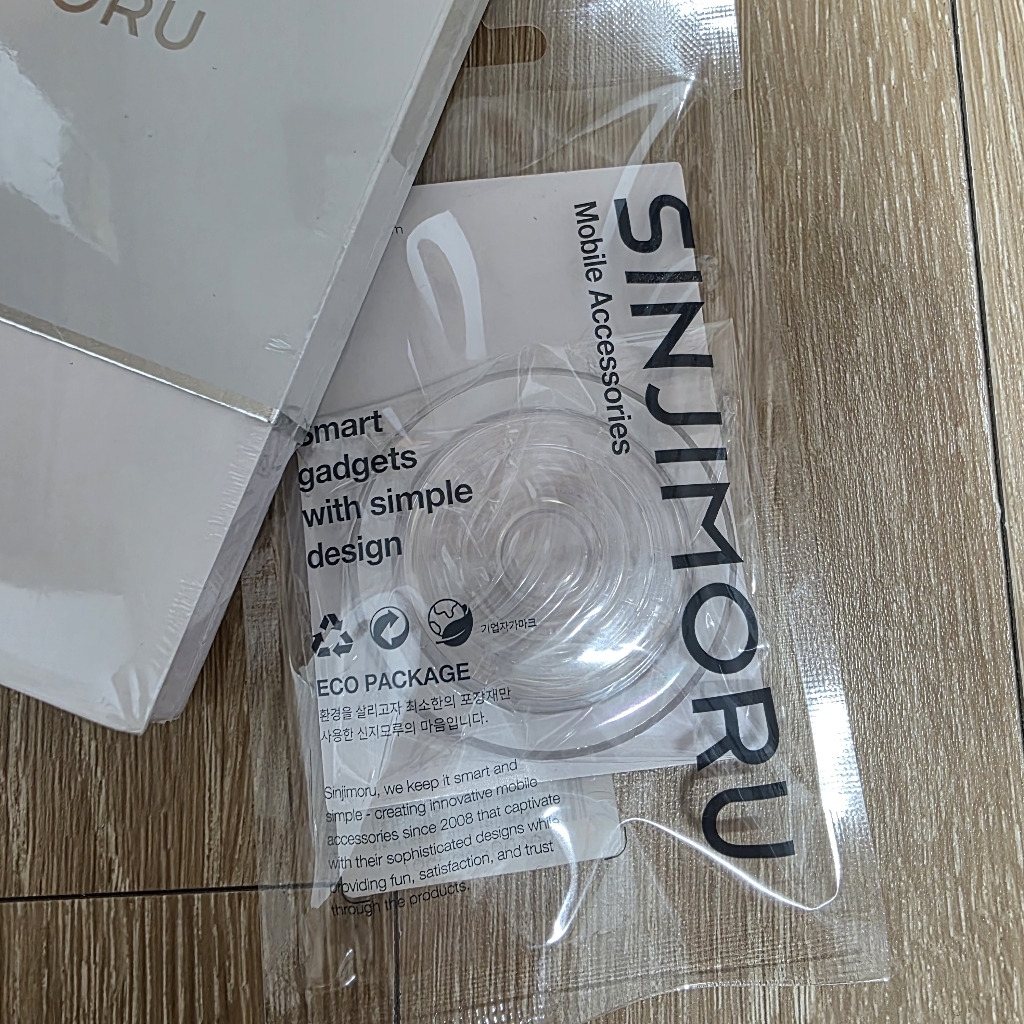 ORU
SINJIMORU
Mobile Accessories
Smart
gadgets
with simple
design
기업자가마크
ECO PACKAGE
환경을 살리고자 최소한의 포장재만
사용한 신지모루의 마음입니다.
Sinjimoru, we keep it smart and
simple - creating innovative mobile
accessories since 2008 that captivate
with their sophisticated designs while
providing fun, satisfaction, and trust
through the products.